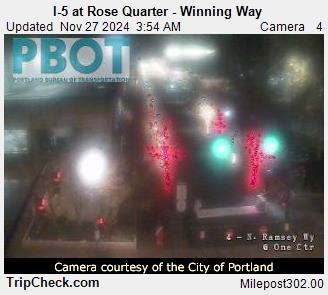 I-5 at Rose Quarter - Winning Way
Updated Nov 27 2024 3:54 AM Camera 4
PBOT
PORTLAND BUREAU OF TRANSPORTATION
4 - N. Ramsey Wy
@ One Ctr
Camera courtesy of the City of Portland
TripCheck.com Milepost302.00